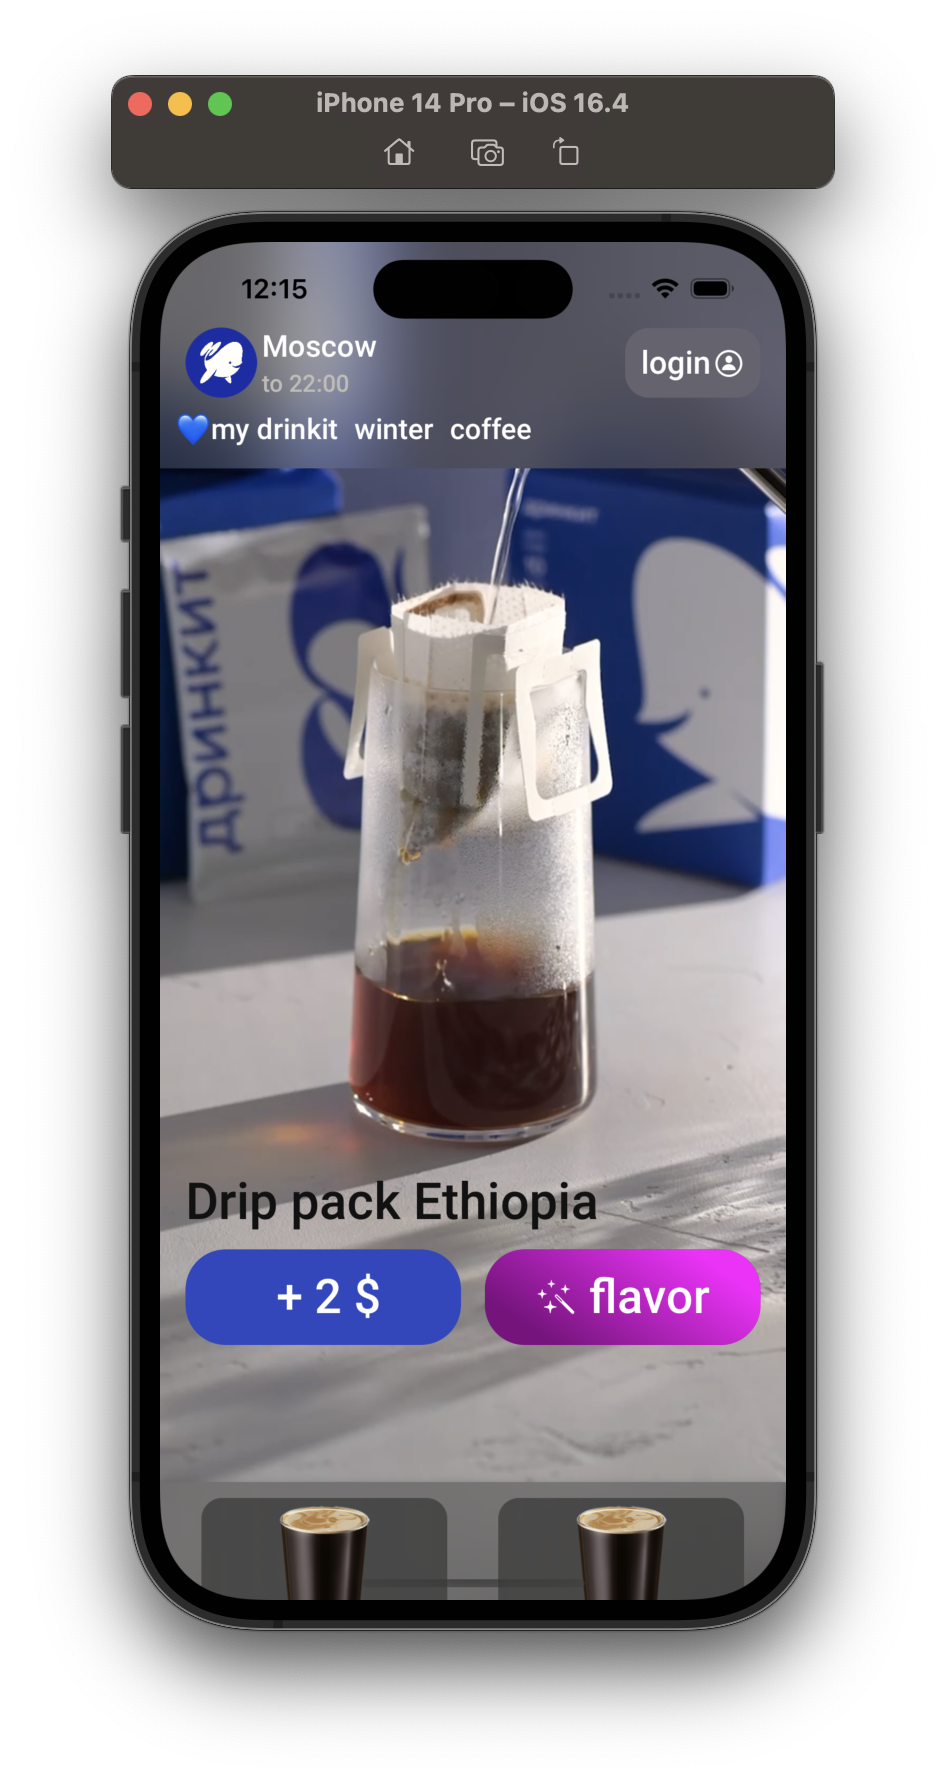 iPhone 14 Pro – iOS 16.4
12:15
Moscow
to 22:00
login
💙my drinkit winter coffee
дринкит
Drip pack Ethiopia
+ 2 $
flavor